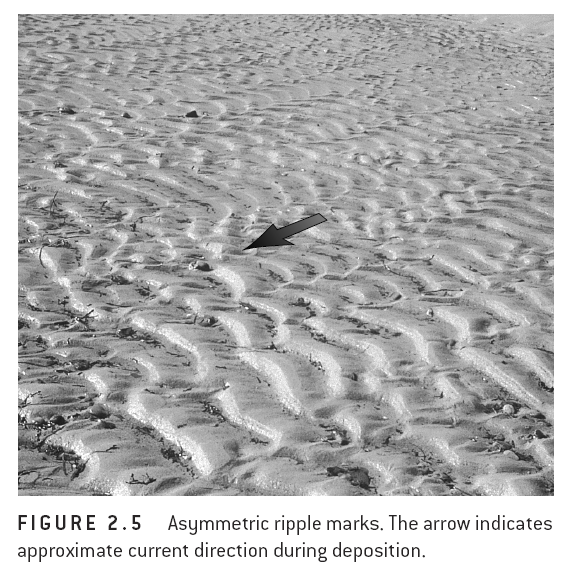 FIGURE 2.5 Asymmetric ripple marks. The arrow indicates
approximate current direction during deposition.